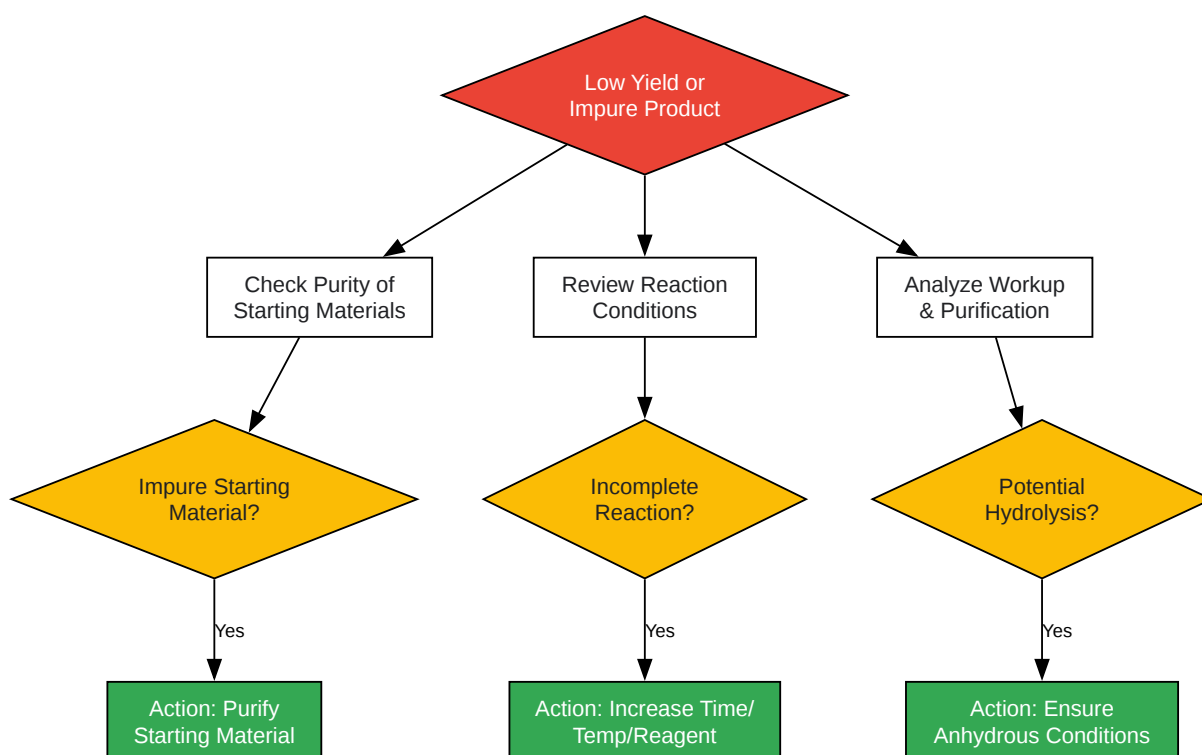 Low Yield or
Impure Product
Check Purity of
Starting Materials
Review Reaction
Conditions
Analyze Workup
& Purification
Impure Starting
Material?
Incomplete
Reaction?
Potential
Hydrolysis?
Yes
Yes
Yes
Action: Purify
Starting Material
Action: Increase Time/
Temp/Reagent
Action: Ensure
Anhydrous Conditions